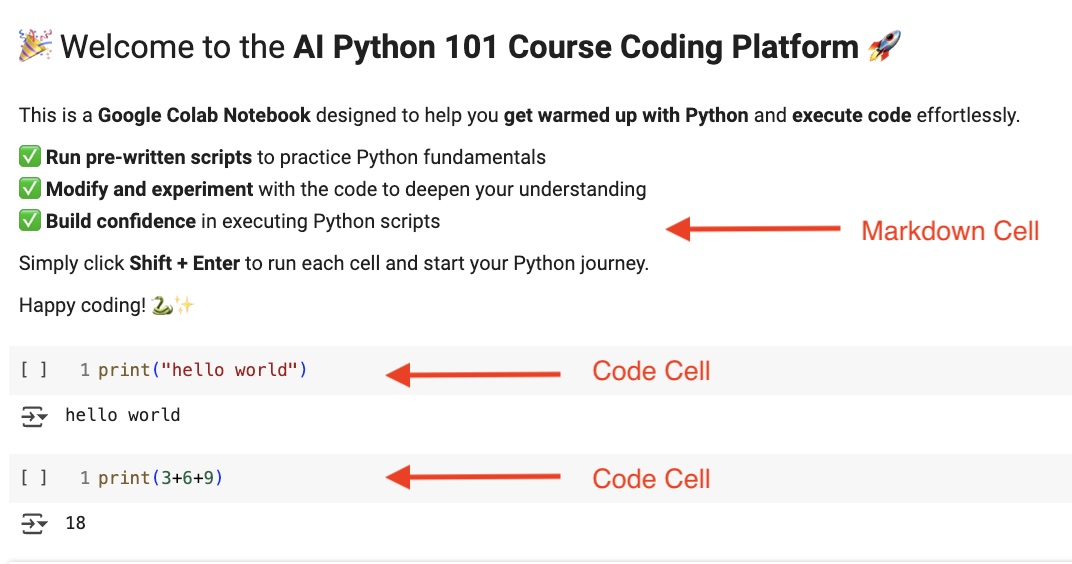 🎉 Welcome to the AI Python 101 Course Coding Platform 🚀
This is a Google Colab Notebook designed to help you get warmed up with Python and execute code effortlessly.
✅ Run pre-written scripts to practice Python fundamentals
✅ Modify and experiment with the code to deepen your understanding
✅ Build confidence in executing Python scripts
Markdown Cell
Simply click Shift + Enter to run each cell and start your Python journey.
Happy coding! 🐍✨
[ ] 1 print("hello world")
Code Cell
hello world
[ ] 1 print(3+6+9)
Code Cell
18